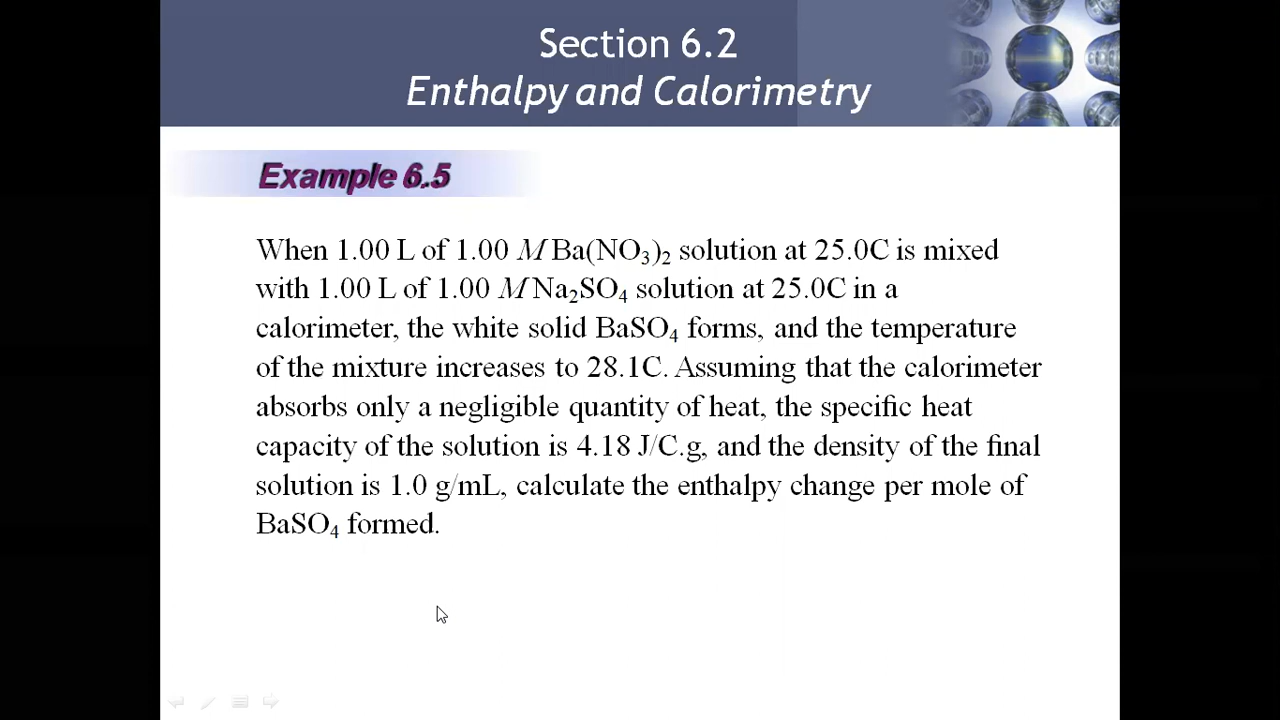 Section 6.2
Enthalpy and Calorimetry
Example 6.5
When 1.00 L of 1.00 M Ba(NO₃)₂ solution at 25.0C is mixed
with 1.00 L of 1.00 M Na₂SO₄ solution at 25.0C in a
calorimeter, the white solid BaSO₄ forms, and the temperature
of the mixture increases to 28.1C. Assuming that the calorimeter
absorbs only a negligible quantity of heat, the specific heat
capacity of the solution is 4.18 J/C.g, and the density of the final
solution is 1.0 g/mL, calculate the enthalpy change per mole of
BaSO₄ formed.